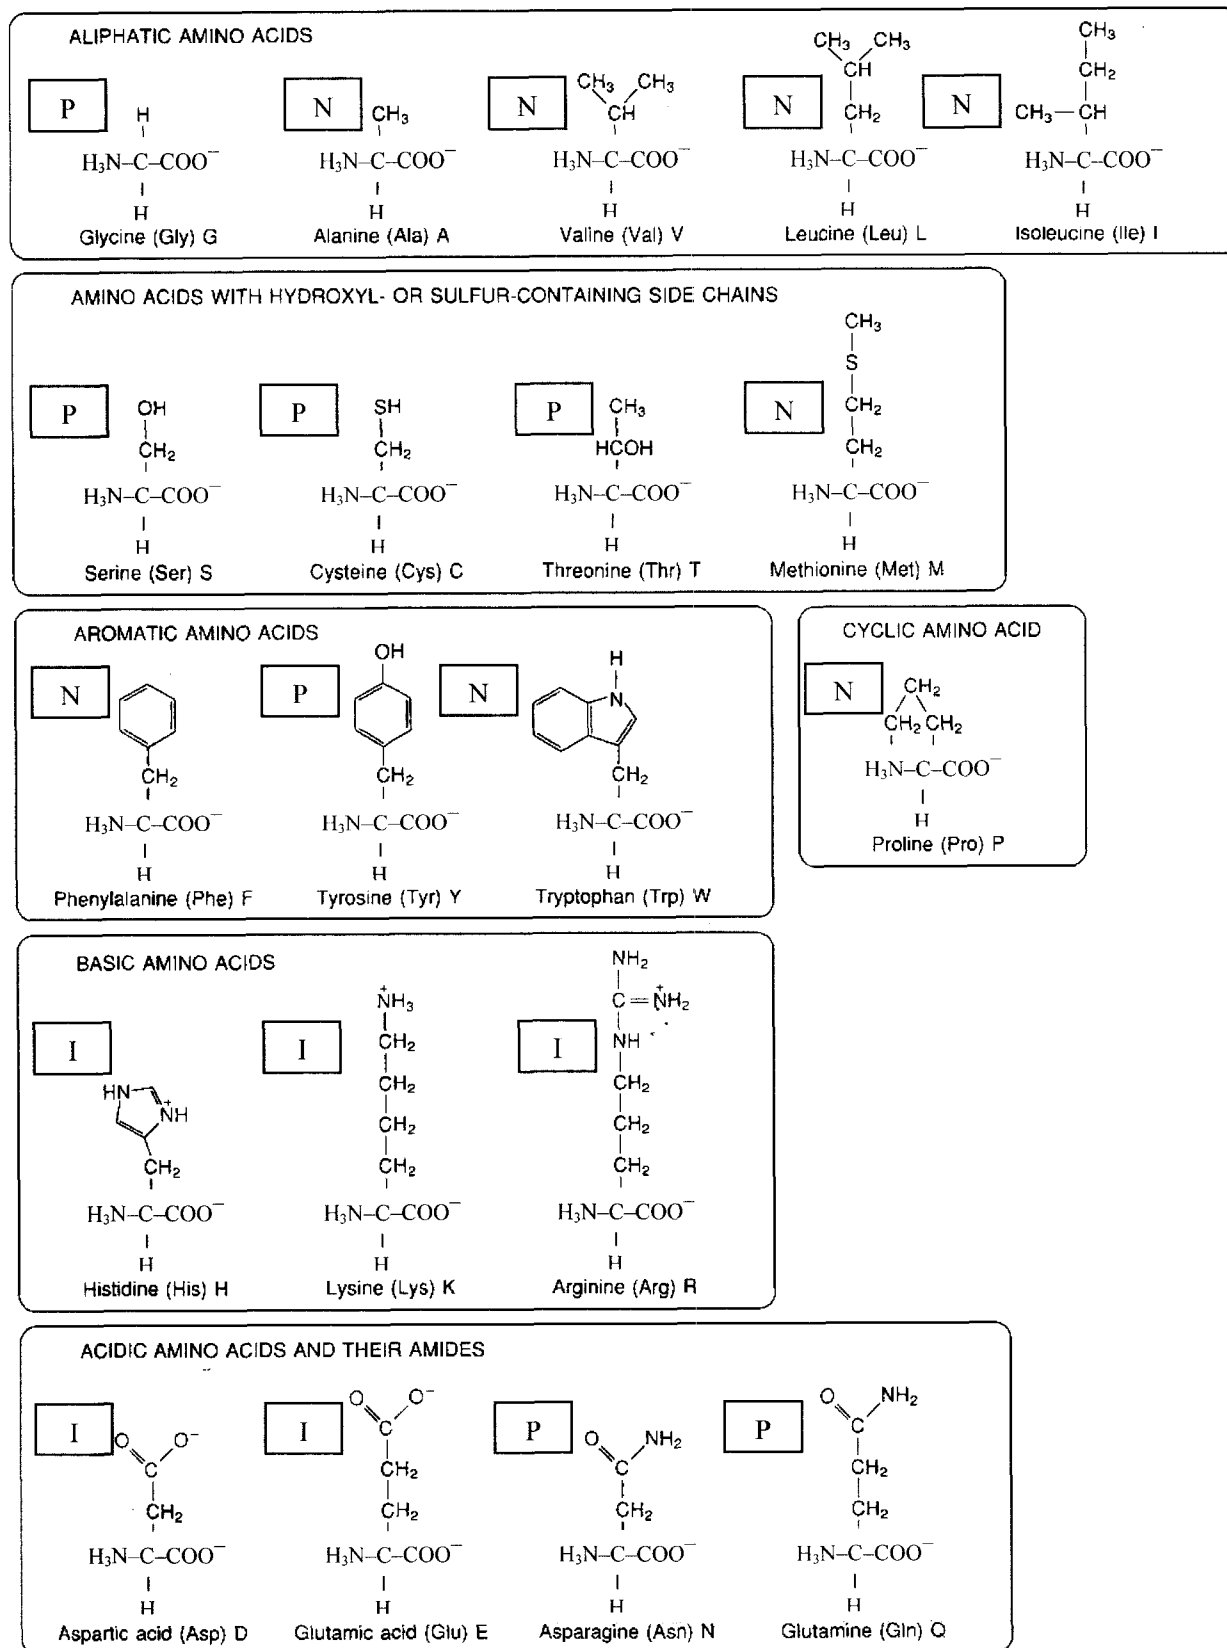 ALIPHATIC AMINO ACIDS
P
H
H₃N–C–COO⁻
H
Glycine (Gly) G
N
CH₃
H₃N–C–COO⁻
H
Alanine (Ala) A
N
CH₃ CH₃
CH
H₃N–C–COO⁻
H
Valine (Val) V
N
CH₃ CH₃
CH
CH₂
H₃N–C–COO⁻
H
Leucine (Leu) L
N
CH₃
CH₂
CH₃–CH
H₃N–C–COO⁻
H
Isoleucine (Ile) I
AMINO ACIDS WITH HYDROXYL- OR SULFUR-CONTAINING SIDE CHAINS
P
OH
CH₂
H₃N–C–COO⁻
H
Serine (Ser) S
P
SH
CH₂
H₃N–C–COO⁻
H
Cysteine (Cys) C
P
CH₃
HCOH
H₃N–C–COO⁻
H
Threonine (Thr) T
N
CH₃
S
CH₂
CH₂
H₃N–C–COO⁻
H
Methionine (Met) M
AROMATIC AMINO ACIDS
N
CH₂
H₃N–C–COO⁻
H
Phenylalanine (Phe) F
P
OH
CH₂
H₃N–C–COO⁻
H
Tyrosine (Tyr) Y
N
H
N
CH₂
H₃N–C–COO⁻
H
Tryptophan (Trp) W
CYCLIC AMINO ACID
N
CH₂
CH₂ CH₂
H₃N–C–COO⁻
H
Proline (Pro) P
BASIC AMINO ACIDS
I
HN
+
NH
CH₂
H₃N–C–COO⁻
H
Histidine (His) H
I
+
NH₃
CH₂
CH₂
CH₂
CH₂
H₃N–C–COO⁻
H
Lysine (Lys) K
I
NH₂
+
C=NH₂
NH
CH₂
CH₂
CH₂
H₃N–C–COO⁻
H
Arginine (Arg) R
ACIDIC AMINO ACIDS AND THEIR AMIDES
I
O O⁻
C
CH₂
H₃N–C–COO⁻
H
Aspartic acid (Asp) D
I
O O⁻
C
CH₂
CH₂
H₃N–C–COO⁻
H
Glutamic acid (Glu) E
P
O NH₂
C
CH₂
H₃N–C–COO⁻
H
Asparagine (Asn) N
P
O NH₂
C
CH₂
CH₂
H₃N–C–COO⁻
H
Glutamine (Gln) Q